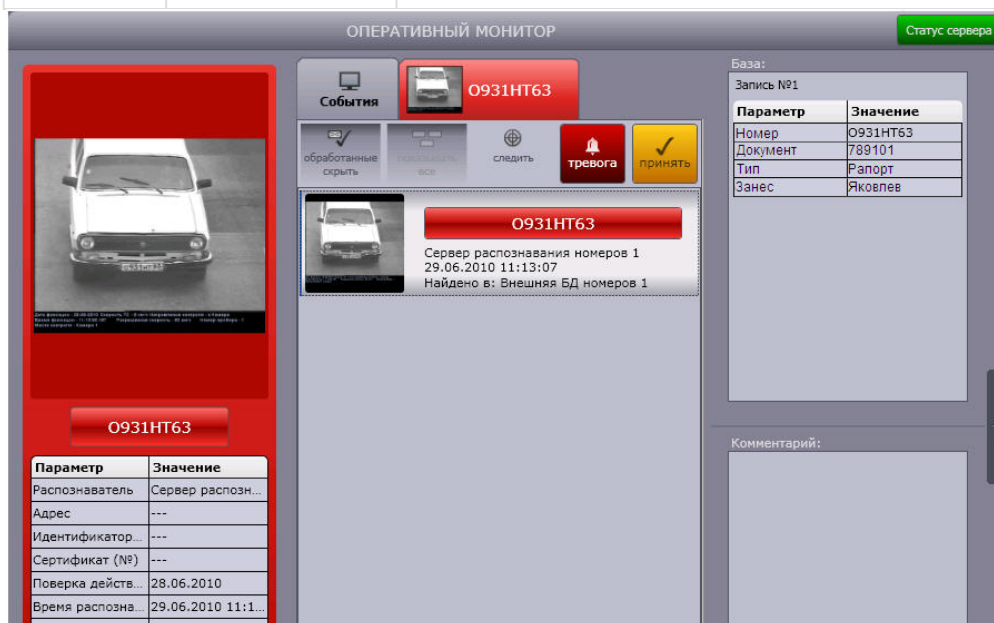 ОПЕРАТИВНЫЙ МОНИТОР
Статус сервера
О931НТ63
Параметр Значение
Распознаватель Сервер распозн...
Адрес ---
Идентификатор... ---
Сертификат (№) ---
Поверка действ... 28.06.2010
Время распозна... 29.06.2010 11:1...
События
О931НТ63
обработанные
скрыть
показывать
все
следить
тревога
принять
О931НТ63
Сервер распознавания номеров 1
29.06.2010 11:13:07
Найдено в: Внешняя БД номеров 1
База:
Запись №1
Параметр Значение
Номер О931НТ63
Документ 789101
Тип Рапорт
Занес Яковлев
Комментарий: